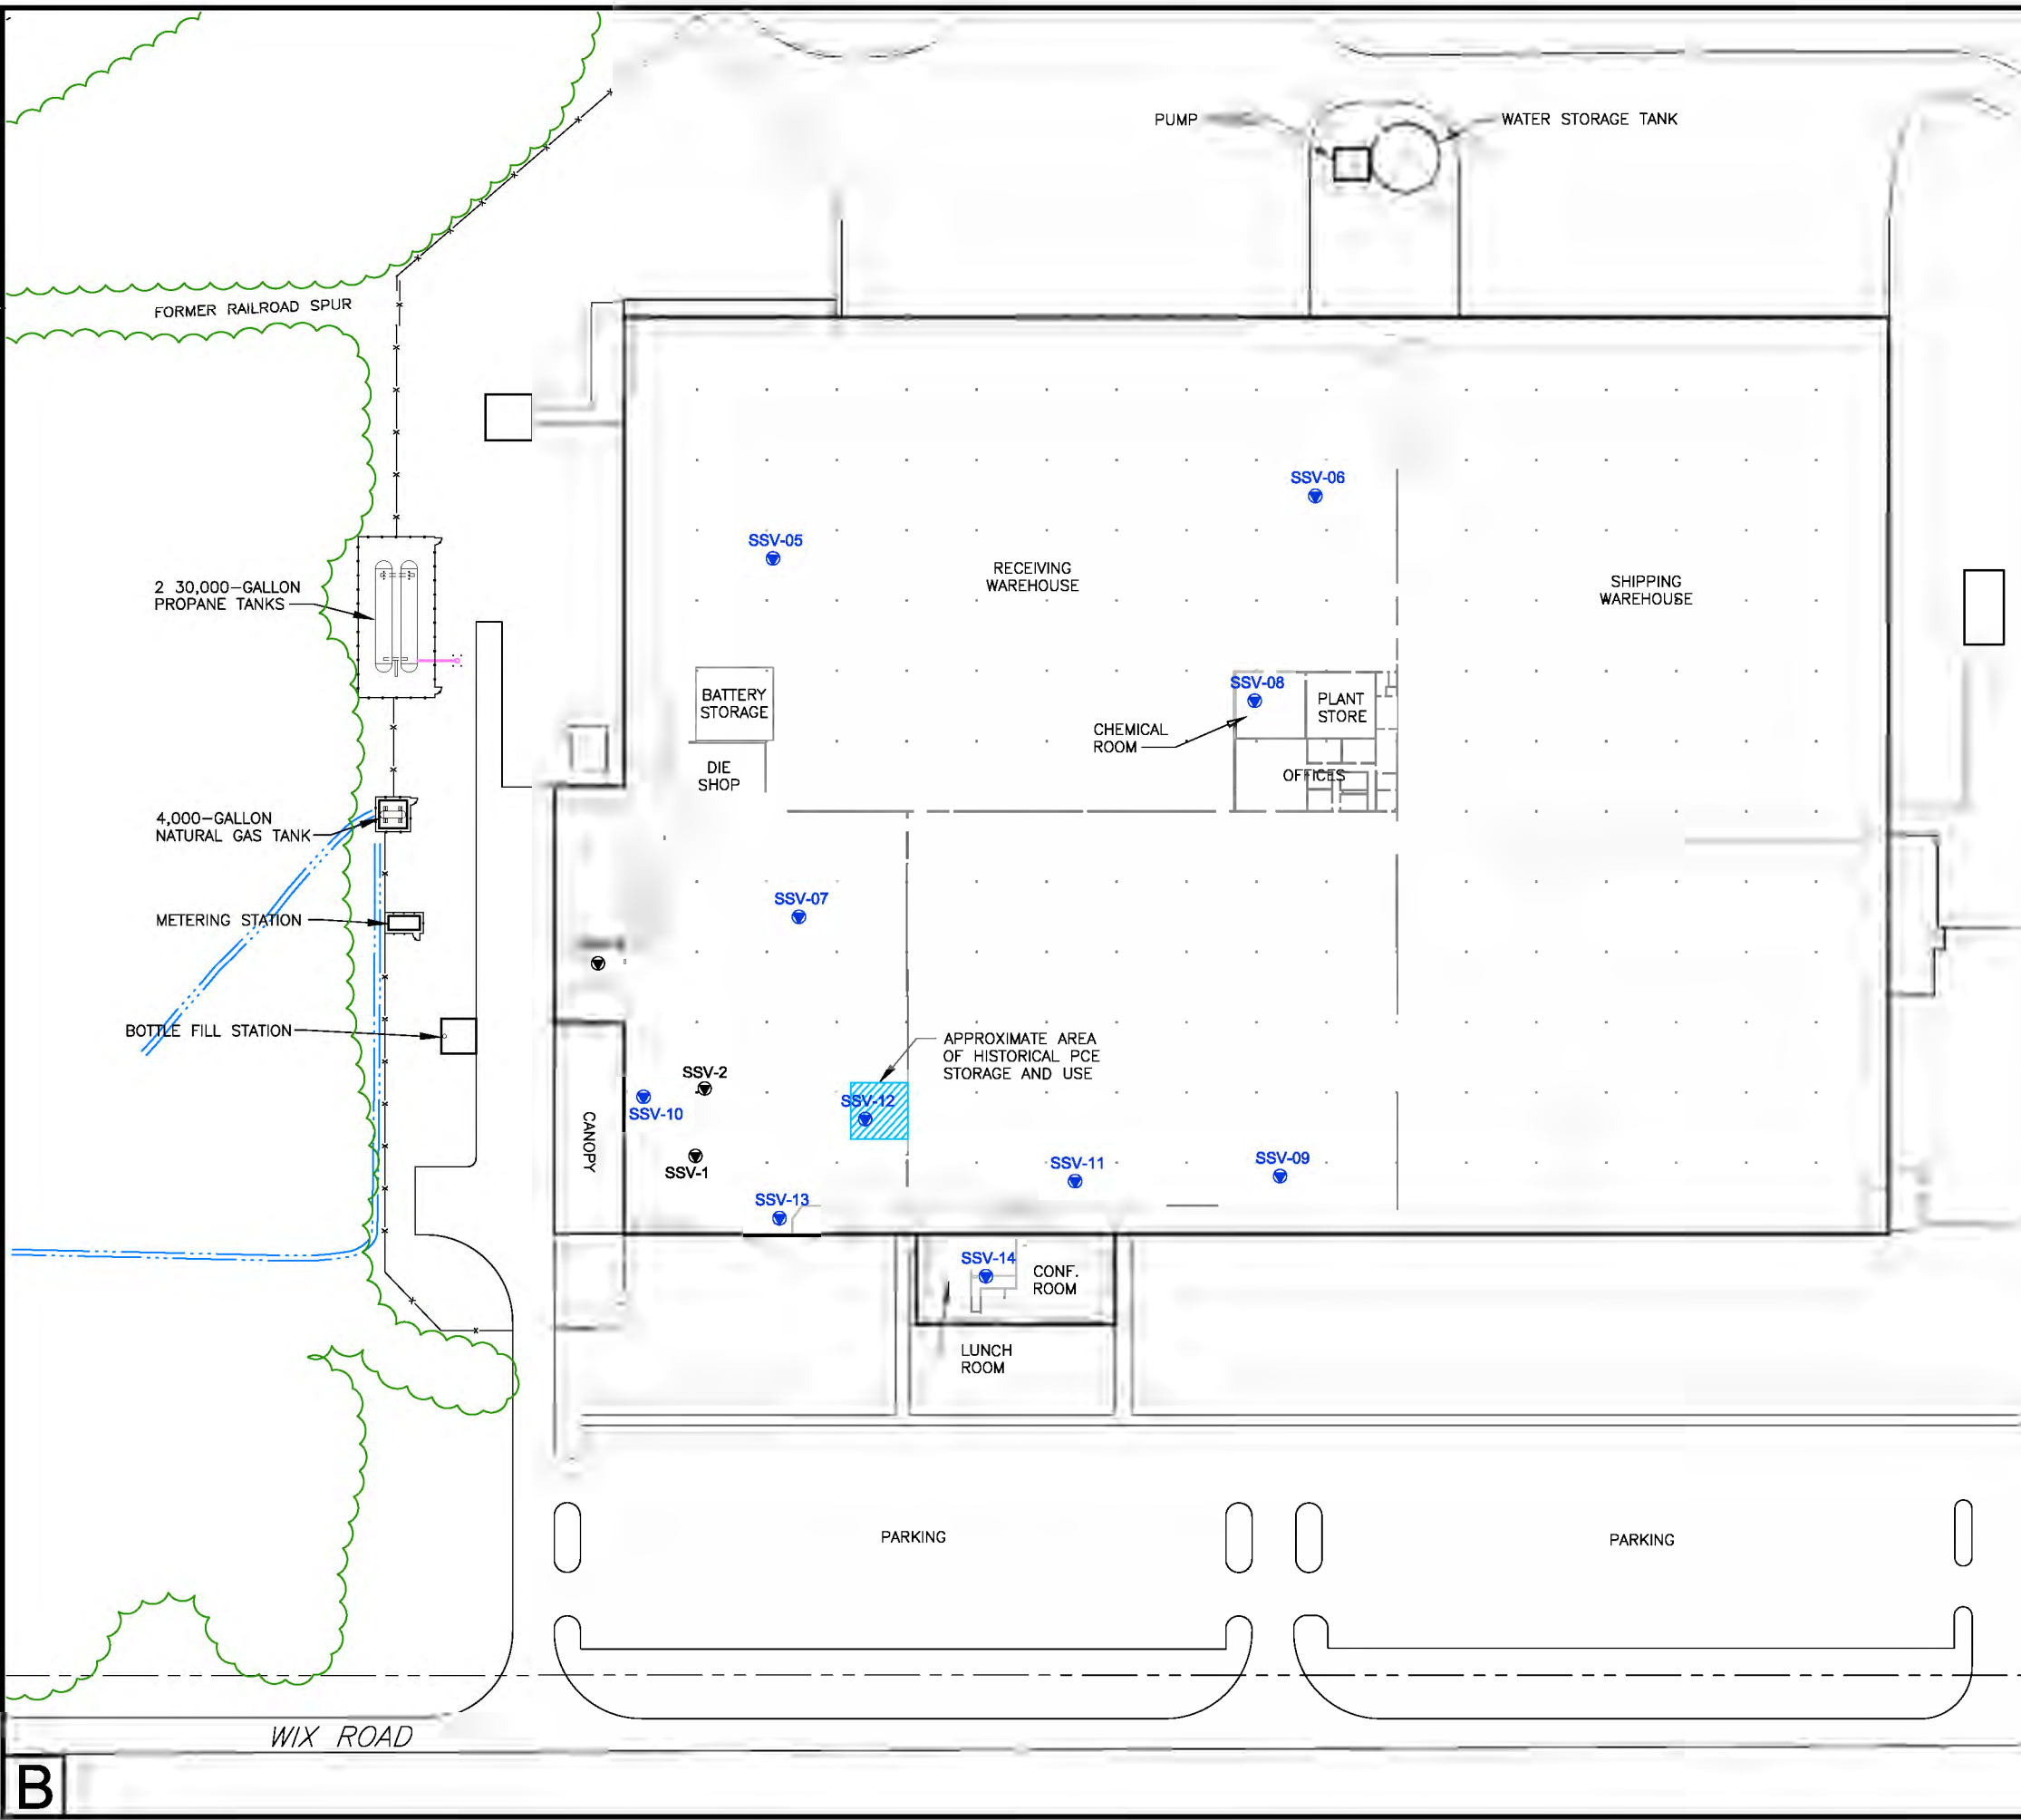 PUMP
WATER STORAGE TANK
FORMER RAILROAD SPUR
SSV-06
SSV-05
RECEIVING
WAREHOUSE
SHIPPING
WAREHOUSE
2 30,000-GALLON
PROPANE TANKS
BATTERY
STORAGE
SSV-08
PLANT
STORE
CHEMICAL
ROOM
DIE
SHOP
OFFICES
4,000-GALLON
NATURAL GAS TANK
SSV-07
METERING STATION
BOTTLE FILL STATION
APPROXIMATE AREA
OF HISTORICAL PCE
STORAGE AND USE
SSV-2
SSV-10
SSV-12
CANOPY
SSV-1
SSV-11
SSV-09
SSV-13
SSV-14
CONF.
ROOM
LUNCH
ROOM
PARKING
PARKING
WIX ROAD
B